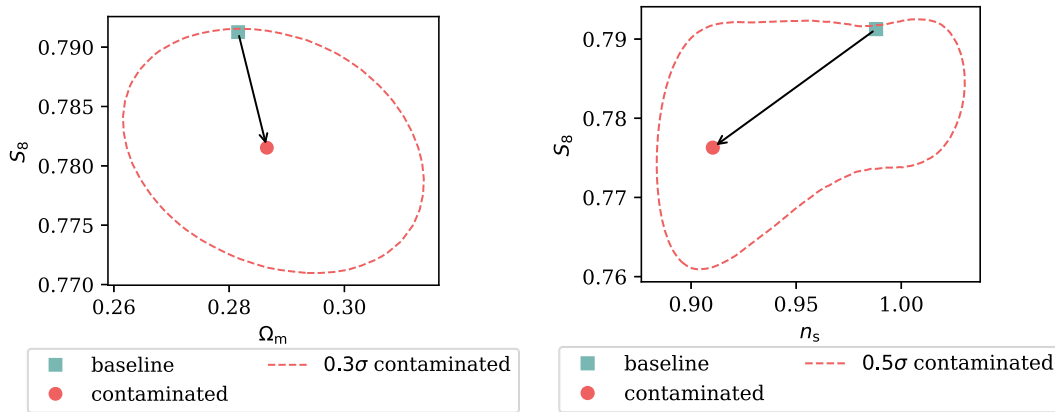 0.790
0.785
0.780
0.775
0.770
S₈
0.26
0.28
0.30
Ωₘ
baseline
0.3σ contaminated
contaminated
0.79
0.78
0.77
0.76
S₈
0.90
0.95
1.00
nₛ
baseline
0.5σ contaminated
contaminated